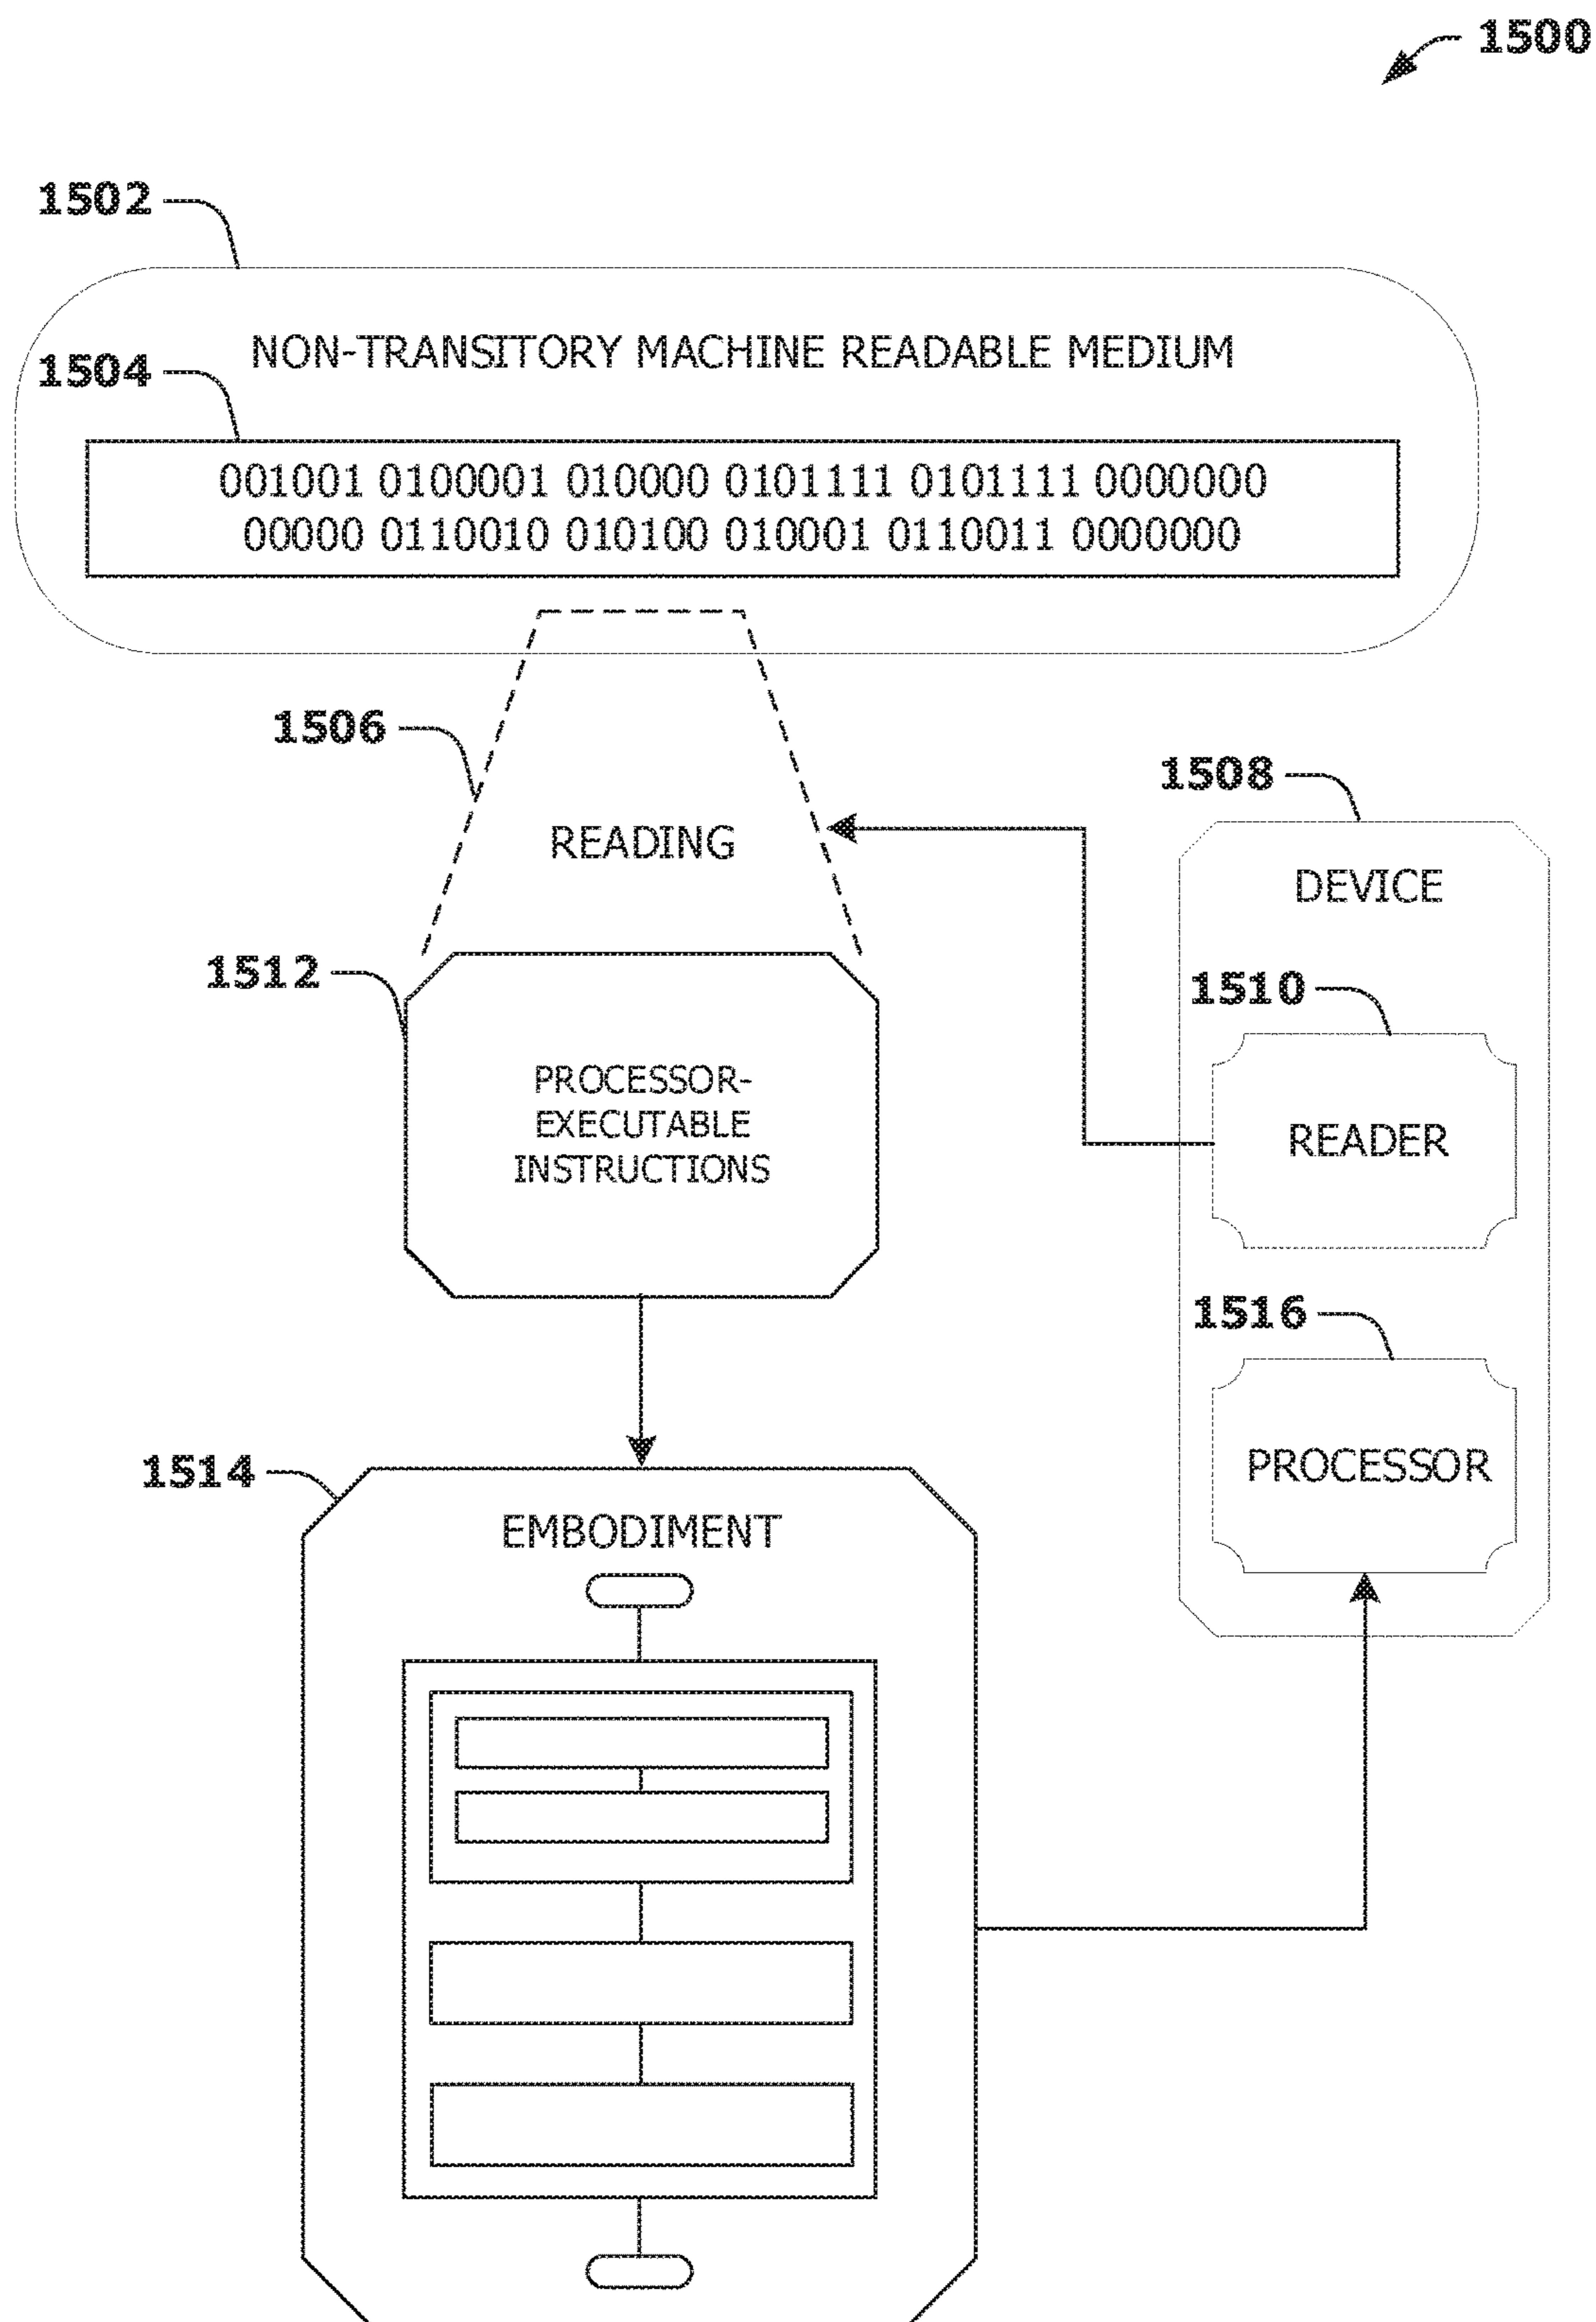 1500
1502
NON-TRANSITORY MACHINE READABLE MEDIUM
1504
001001 0100001 010000 0101111 0101111 0000000
00000 0110010 010100 010001 0110011 0000000
1506
READING
1508
DEVICE
1512
PROCESSOR-
EXECUTABLE
INSTRUCTIONS
1510
READER
1516
PROCESSOR
1514
EMBODIMENT